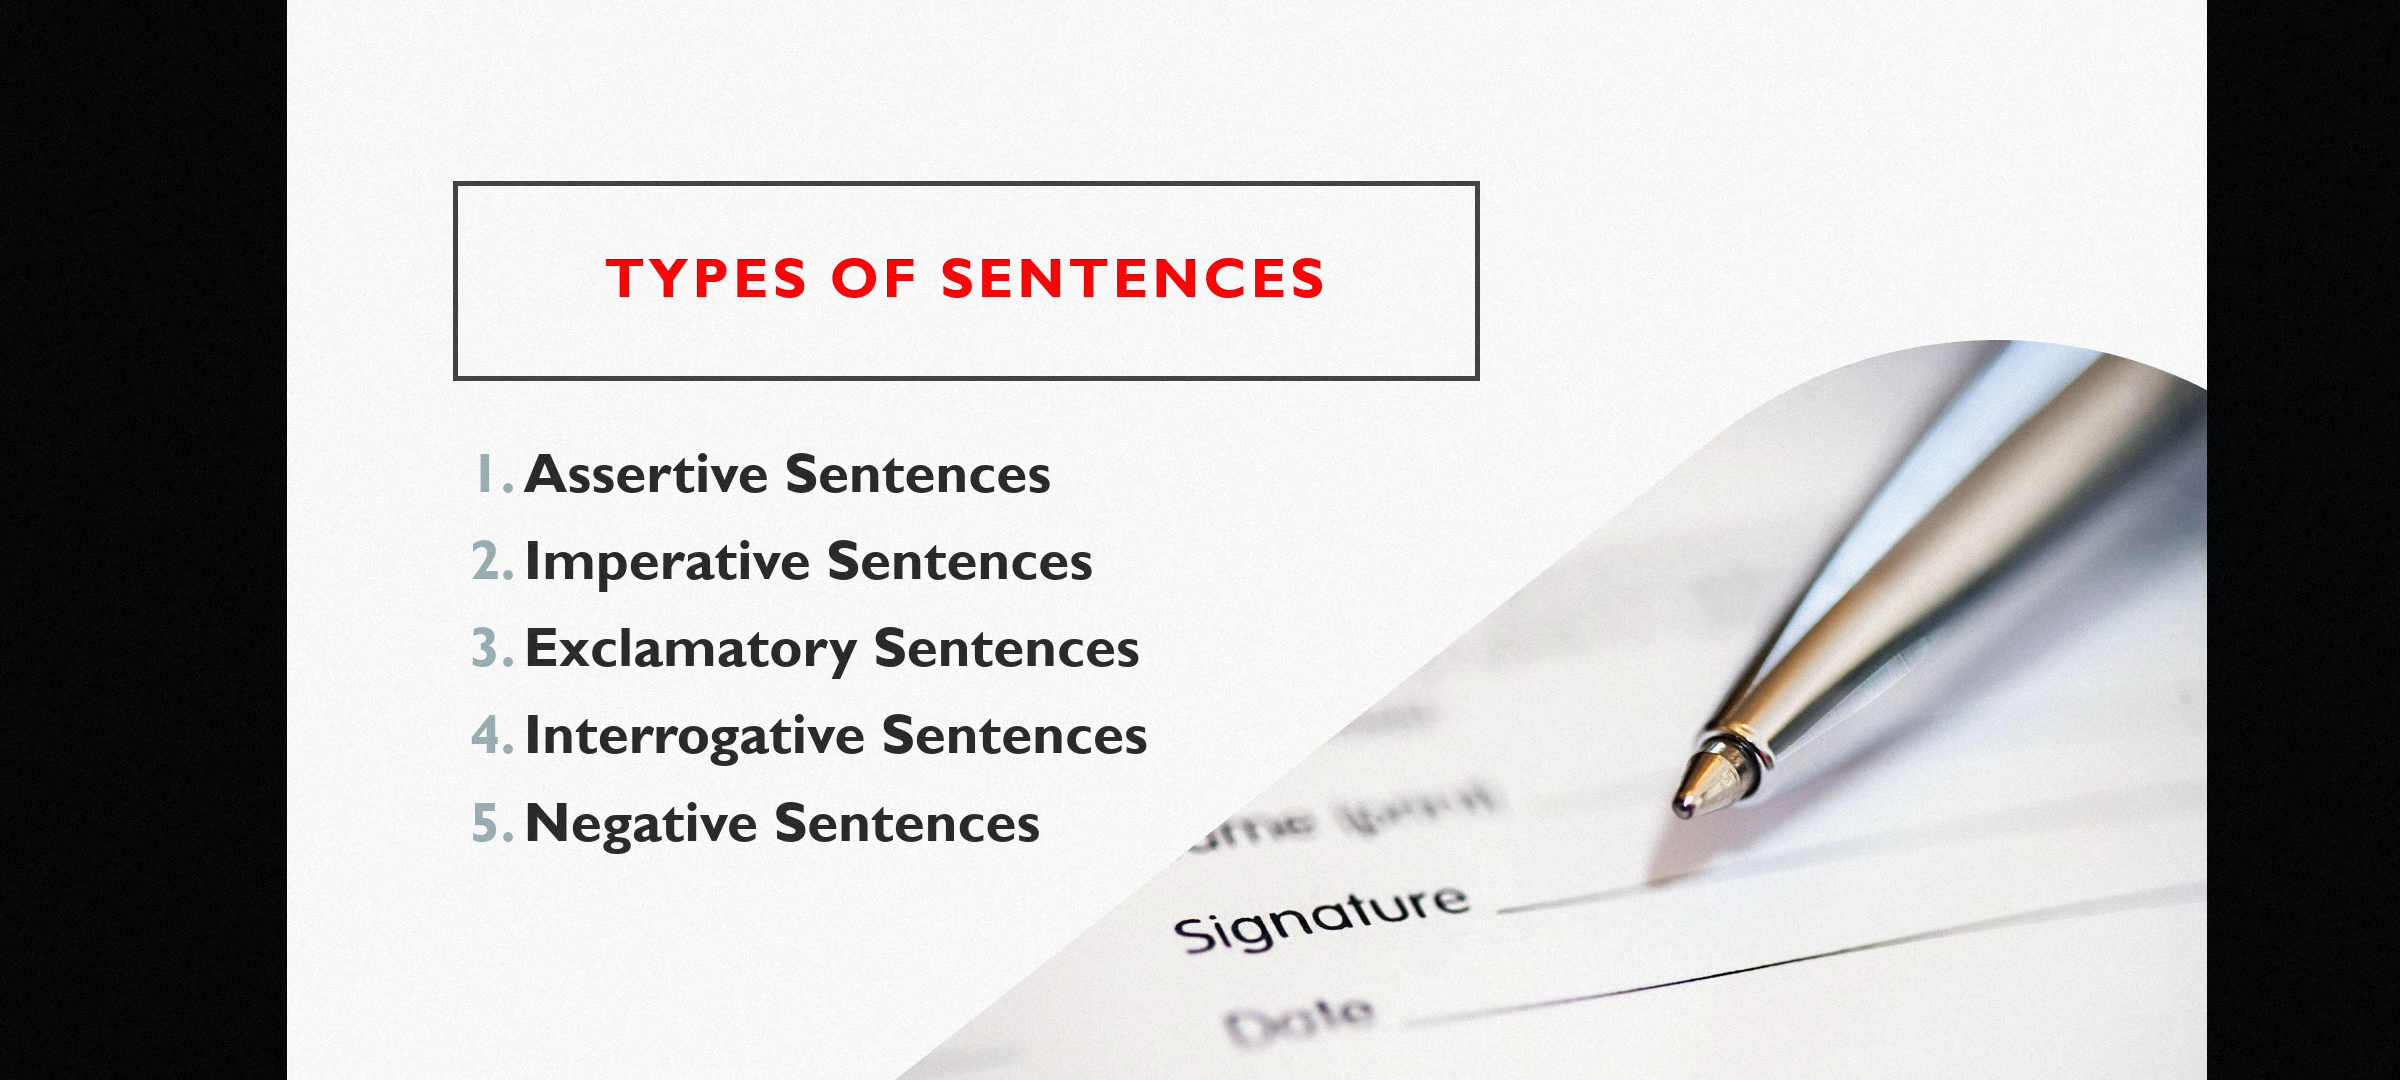 TYPES OF SENTENCES
1. Assertive Sentences
2. Imperative Sentences
3. Exclamatory Sentences
4. Interrogative Sentences
5. Negative Sentences
Signature
Date